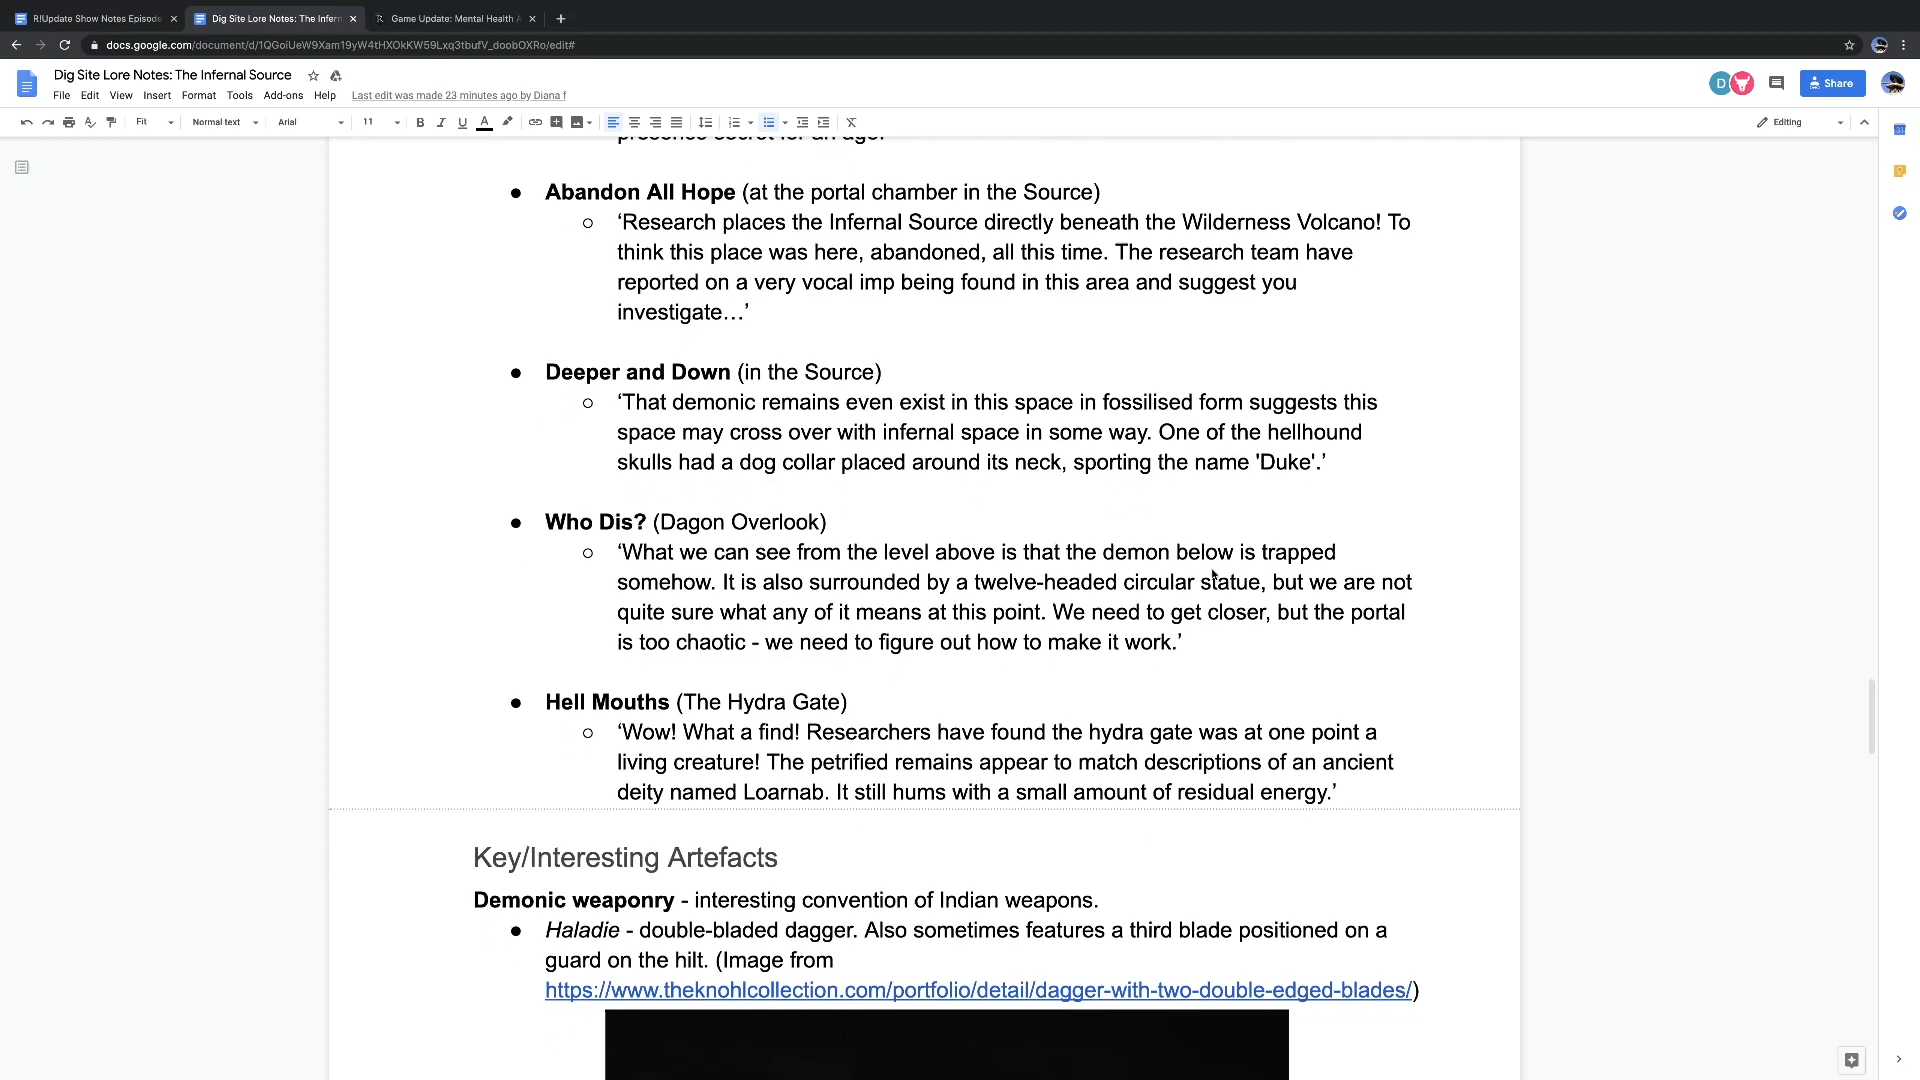 R!Update Show Notes Episode
Dig Site Lore Notes: The Infern
Game Update: Mental Health A
docs.google.com/document/d/1QGoiUeW9Xam19yW4tHXOkKW59Lxq3tbufV_doobOXRo/edit#
Dig Site Lore Notes: The Infernal Source
File Edit View Insert Format Tools Add-ons Help Last edit was made 23 minutes ago by Diana f
D
Share
Fit Normal text Arial 11 B I U A Editing
presence secret for an age.'
● Abandon All Hope (at the portal chamber in the Source)
○ ‘Research places the Infernal Source directly beneath the Wilderness Volcano! To
think this place was here, abandoned, all this time. The research team have
reported on a very vocal imp being found in this area and suggest you
investigate…’
● Deeper and Down (in the Source)
○ ‘That demonic remains even exist in this space in fossilised form suggests this
space may cross over with infernal space in some way. One of the hellhound
skulls had a dog collar placed around its neck, sporting the name 'Duke'.’
● Who Dis? (Dagon Overlook)
○ ‘What we can see from the level above is that the demon below is trapped
somehow. It is also surrounded by a twelve-headed circular statue, but we are not
quite sure what any of it means at this point. We need to get closer, but the portal
is too chaotic - we need to figure out how to make it work.’
● Hell Mouths (The Hydra Gate)
○ ‘Wow! What a find! Researchers have found the hydra gate was at one point a
living creature! The petrified remains appear to match descriptions of an ancient
deity named Loarnab. It still hums with a small amount of residual energy.’
Key/Interesting Artefacts
Demonic weaponry - interesting convention of Indian weapons.
● Haladie - double-bladed dagger. Also sometimes features a third blade positioned on a
guard on the hilt. (Image from
https://www.theknohlcollection.com/portfolio/detail/dagger-with-two-double-edged-blades/)